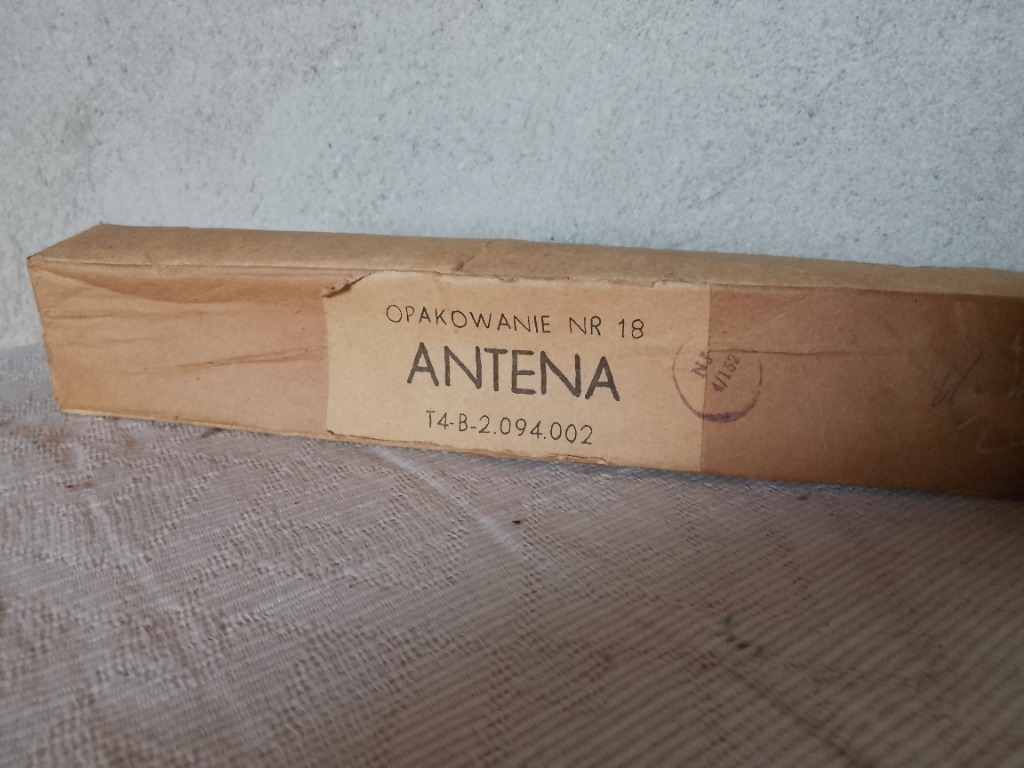 OPAKOWANIE NR 18
ANTENA
T4-B-2.094.002